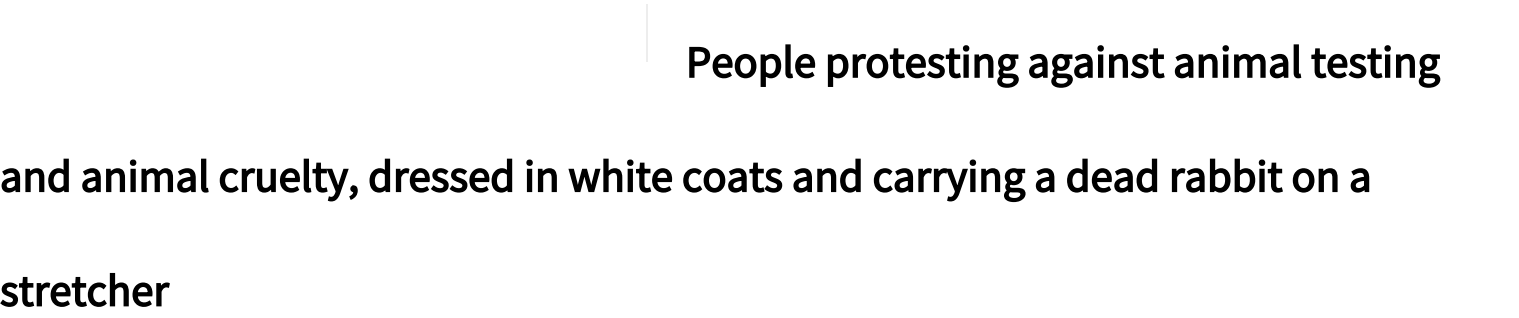 People protesting against animal testing
and animal cruelty, dressed in white coats and carrying a dead rabbit on a
stretcher